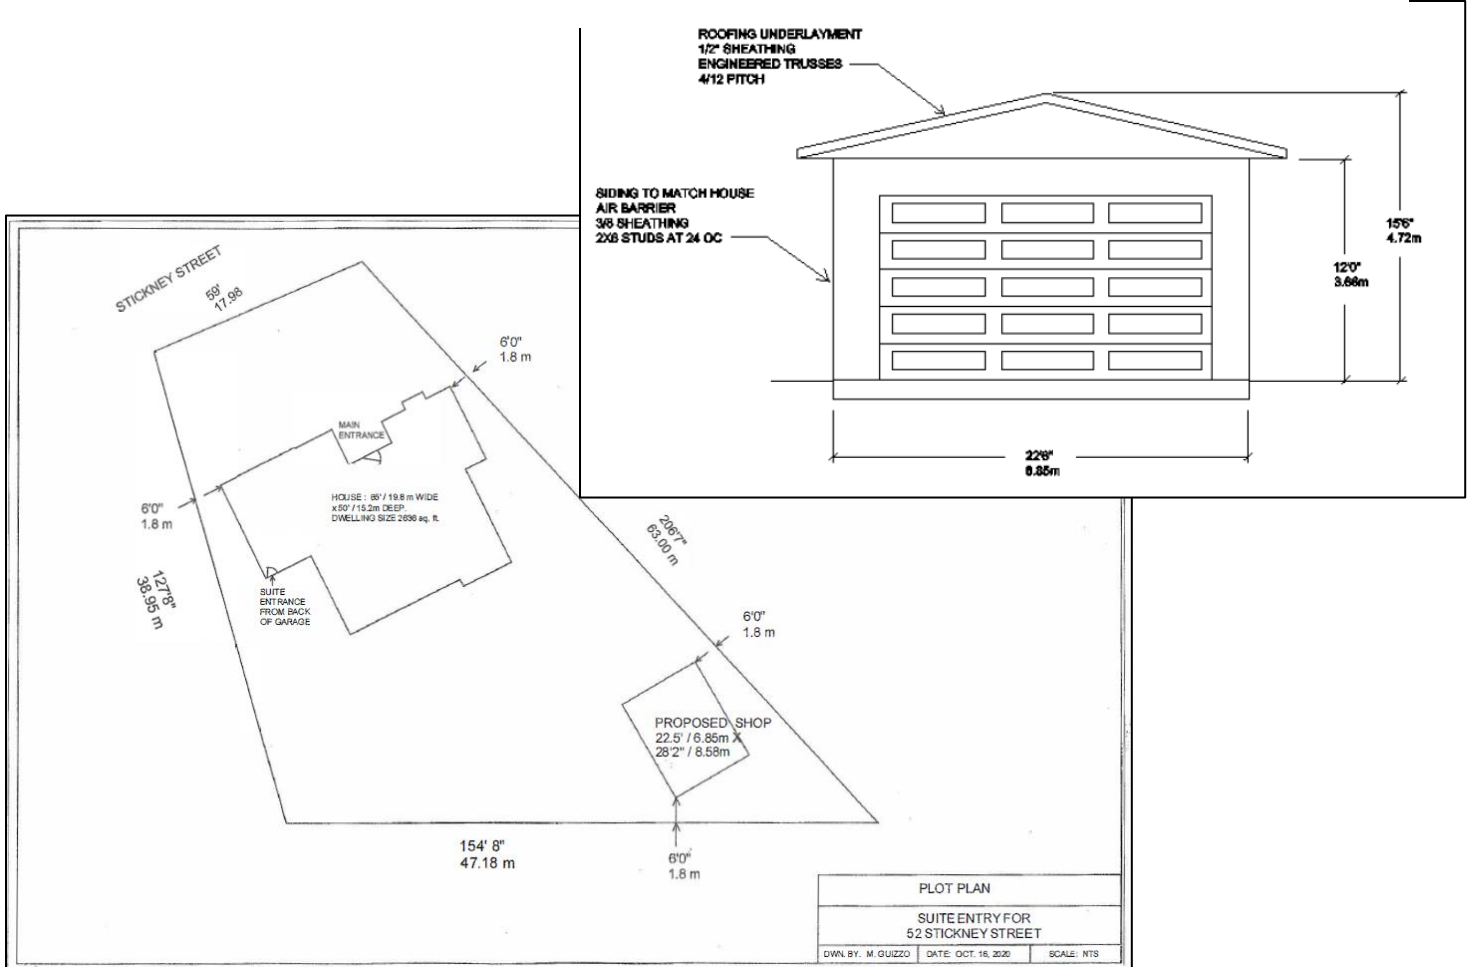 ROOFING UNDERLAYMENT
1/2" SHEATHING
ENGINEERED TRUSSES
4/12 PITCH
SIDING TO MATCH HOUSE
AIR BARRIER
3/8 SHEATHING
2X6 STUDS AT 24 OC
15'6"
4.72m
12'0"
3.66m
22'6"
6.85m
STICKNEY STREET
59'
17.98
6'0"
1.8 m
MAIN
ENTRANCE
HOUSE : 65' / 19.8 m WIDE
x 50' / 15.2m DEEP.
DWELLING SIZE 2696 sq. ft.
6'0"
1.8 m
206'7"
63.00 m
127'8"
38.95 m
SUITE
ENTRANCE
FROM BACK
OF GARAGE
6'0"
1.8 m
PROPOSED SHOP
22.5' / 6.85m X
28'2" / 8.58m
154' 8"
47.18 m
6'0"
1.8 m
PLOT PLAN
SUITE ENTRY FOR
52 STICKNEY STREET
DWN. BY. M. GUIZZO DATE: OCT. 16, 2020 SCALE: NTS